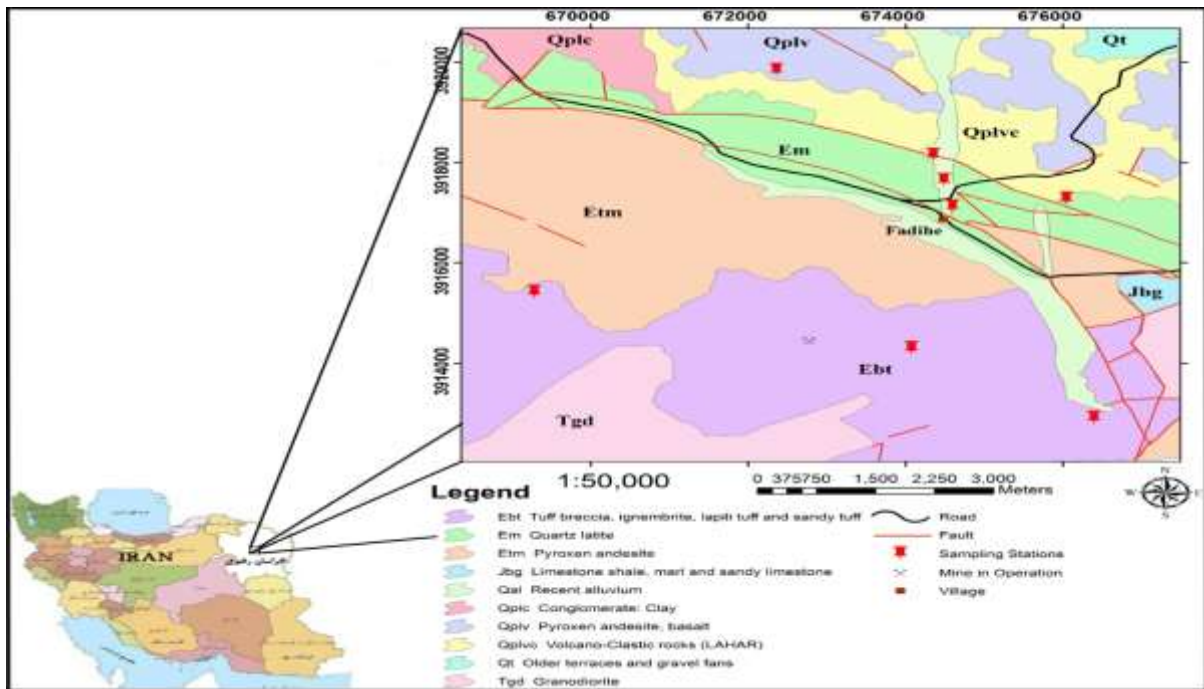 670000 672000 674000 676000
3920000
3918000
3916000
3914000
Qplc
Qplv
Qt
Qplvc
Em
Etm
Fadihe
Jbg
Ebt
Tgd
N
W E
S
1:50,000
0 375750 1,500 2,250 3,000
Meters
Legend
Ebt Tuff breccia, ignembrite, lapili tuff and sandy tuff
Em Quartz latite
Etm Pyroxen andesite
Jbg Limestone shale, marl and sandy limestone
Qal Recent alluvium
Qplc Conglomerate: Clay
Qplv Pyroxen andesite, basalt
Qplvc Volcano-Clastic rocks (LAHAR)
Qt Older terraces and gravel fans
Tgd Granodiorite
Road
Fault
Sampling Stations
Mine in Operation
Village
IRAN
خراسان رضوی